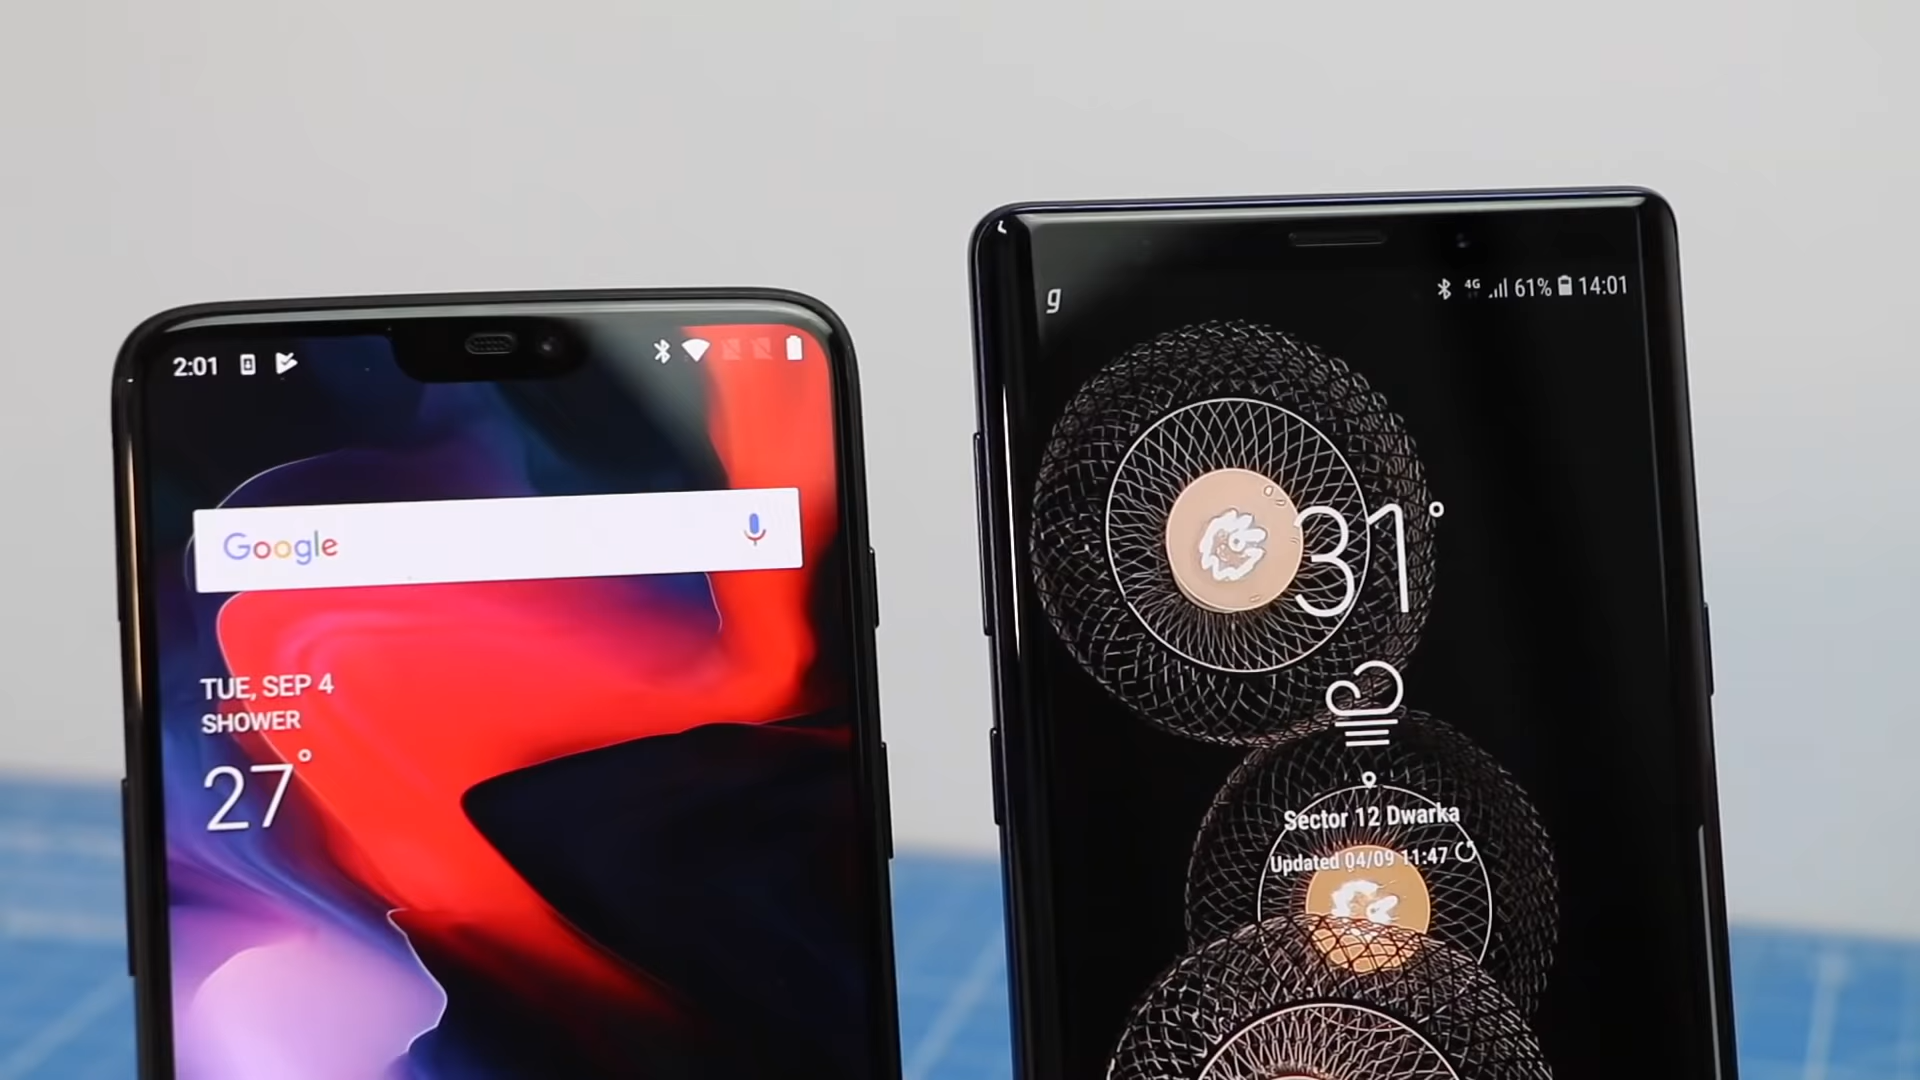 2:01
Google
TUE, SEP 4
SHOWER
27°
g
4G 61% 14:01
31°
Sector 12 Dwarka
Updated 04/09 11:47